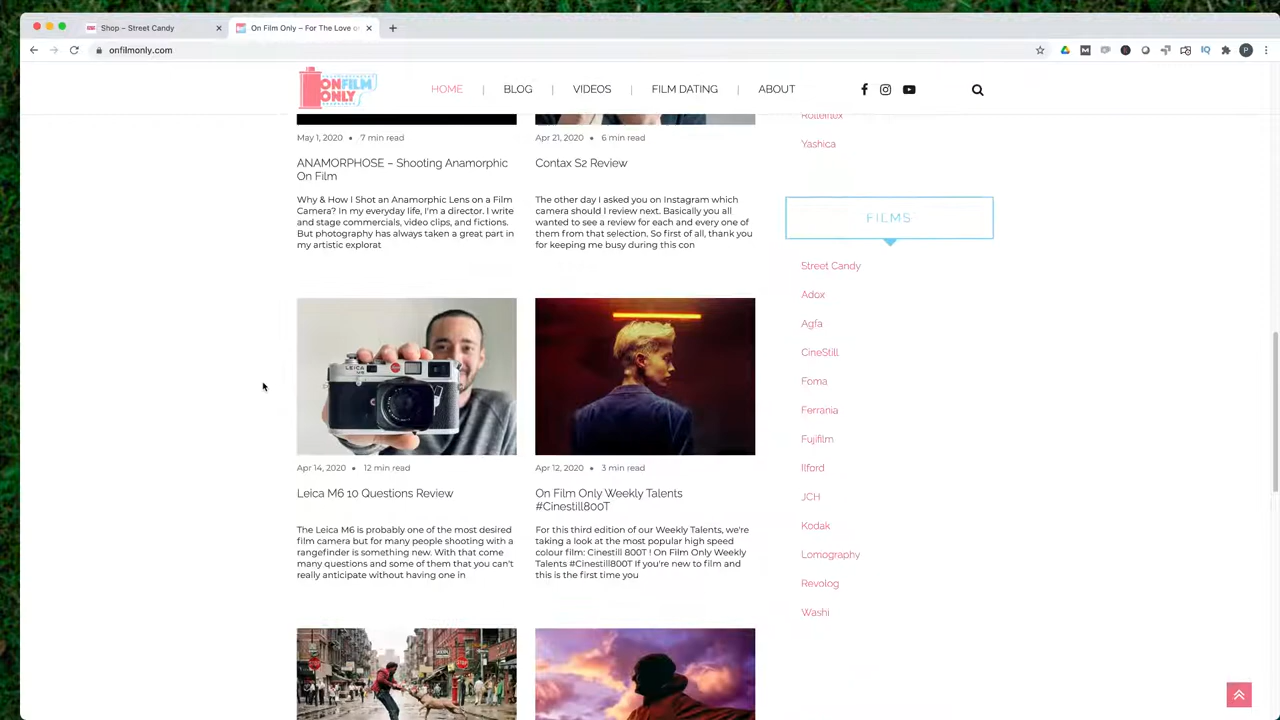 Shop – Street Candy
On Film Only – For The Love o
onfilmonly.com
ONFILM
ONLY
HOME | BLOG | VIDEOS | FILM DATING | ABOUT
May 1, 2020 • 7 min read
ANAMORPHOSE – Shooting Anamorphic
On Film
Why & How I Shot an Anamorphic Lens on a Film
Camera? In my everyday life, I'm a director. I write
and stage commercials, video clips, and fictions.
But photography has always taken a great part in
my artistic explorat
Apr 21, 2020 • 6 min read
Contax S2 Review
The other day I asked you on Instagram which
camera should I review next. Basically you all
wanted to see a review for each and every one of
them from that selection. So first of all, thank you
for keeping me busy during this con
LEICA M6
Apr 14, 2020 • 12 min read
Leica M6 10 Questions Review
The Leica M6 is probably one of the most desired
film camera but for many people shooting with a
rangefinder is something new. With that come
many questions and some of them that you can't
really anticipate without having one in
Apr 12, 2020 • 3 min read
On Film Only Weekly Talents
#Cinestill800T
For this third edition of our Weekly Talents, we're
taking a look at the most popular high speed
colour film: Cinestill 800T ! On Film Only Weekly
Talents #Cinestill800T If you're new to film and
this is the first time you
Rolleiflex
Yashica
FILMS
Street Candy
Adox
Agfa
CineStill
Foma
Ferrania
Fujifilm
Ilford
JCH
Kodak
Lomography
Revolog
Washi